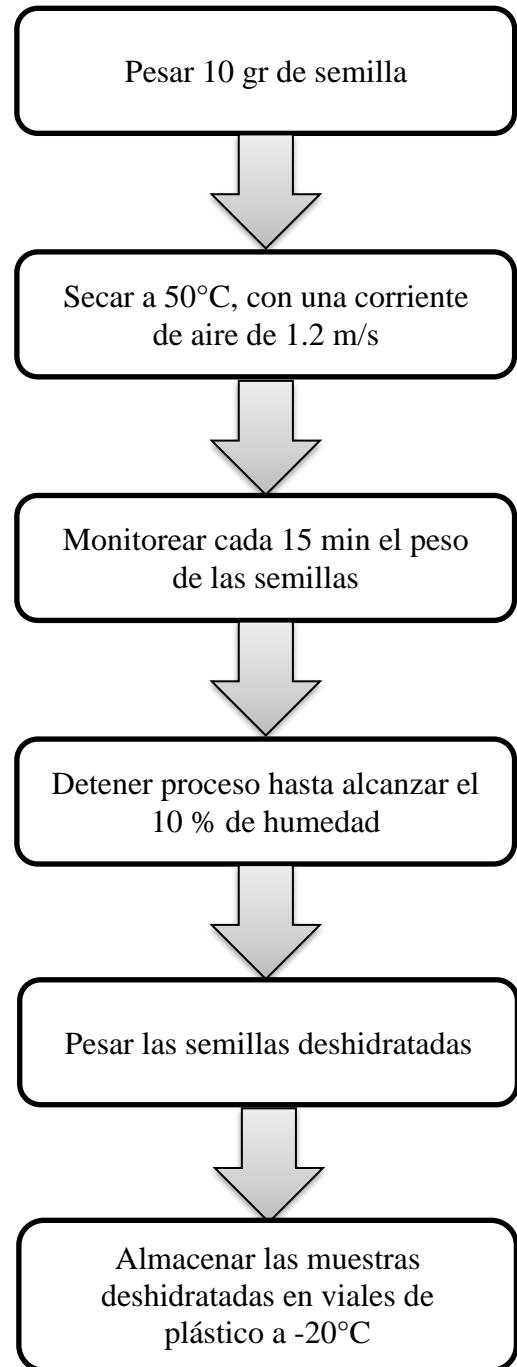 Pesar 10 gr de semilla
Secar a 50°C, con una corriente
de aire de 1.2 m/s
Monitorear cada 15 min el peso
de las semillas
Detener proceso hasta alcanzar el
10 % de humedad
Pesar las semillas deshidratadas
Almacenar las muestras
deshidratadas en viales de
plástico a -20°C